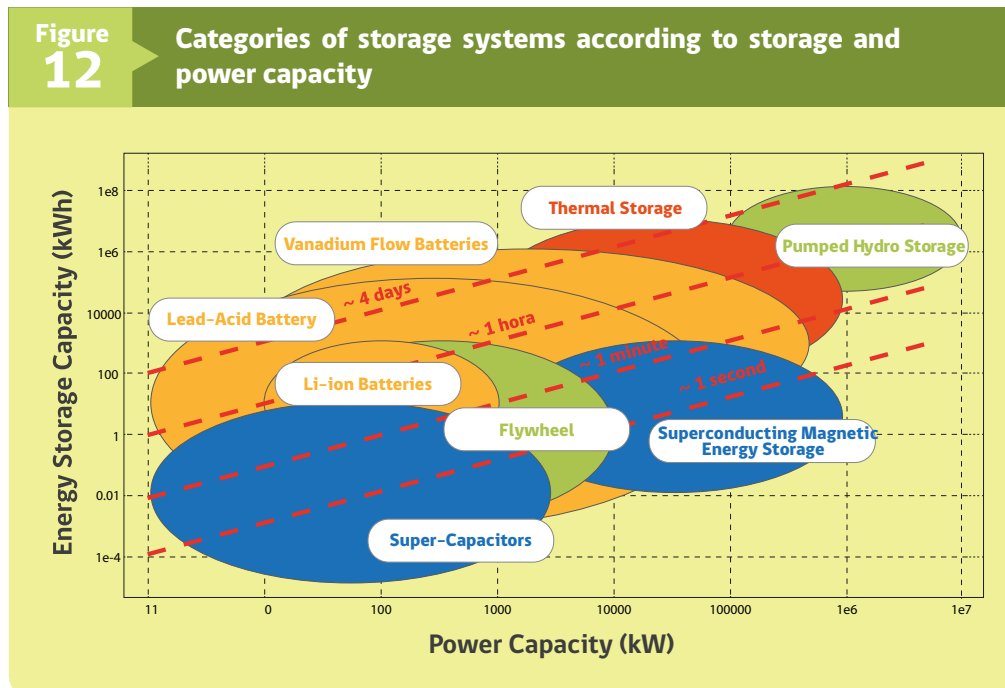 Figure
12
Categories of storage systems according to storage and
power capacity
Energy Storage Capacity (kWh)
1e8
1e6
10000
100
1
0.01
1e-4
Thermal Storage
Vanadium Flow Batteries
Pumped Hydro Storage
~ 4 days
Lead-Acid Battery
~ 1 hora
~ 1 minute
Li-ion Batteries
~ 1 second
Flywheel
Superconducting Magnetic
Energy Storage
Super-Capacitors
11 0 100 1000 10000 100000 1e6 1e7
Power Capacity (kW)